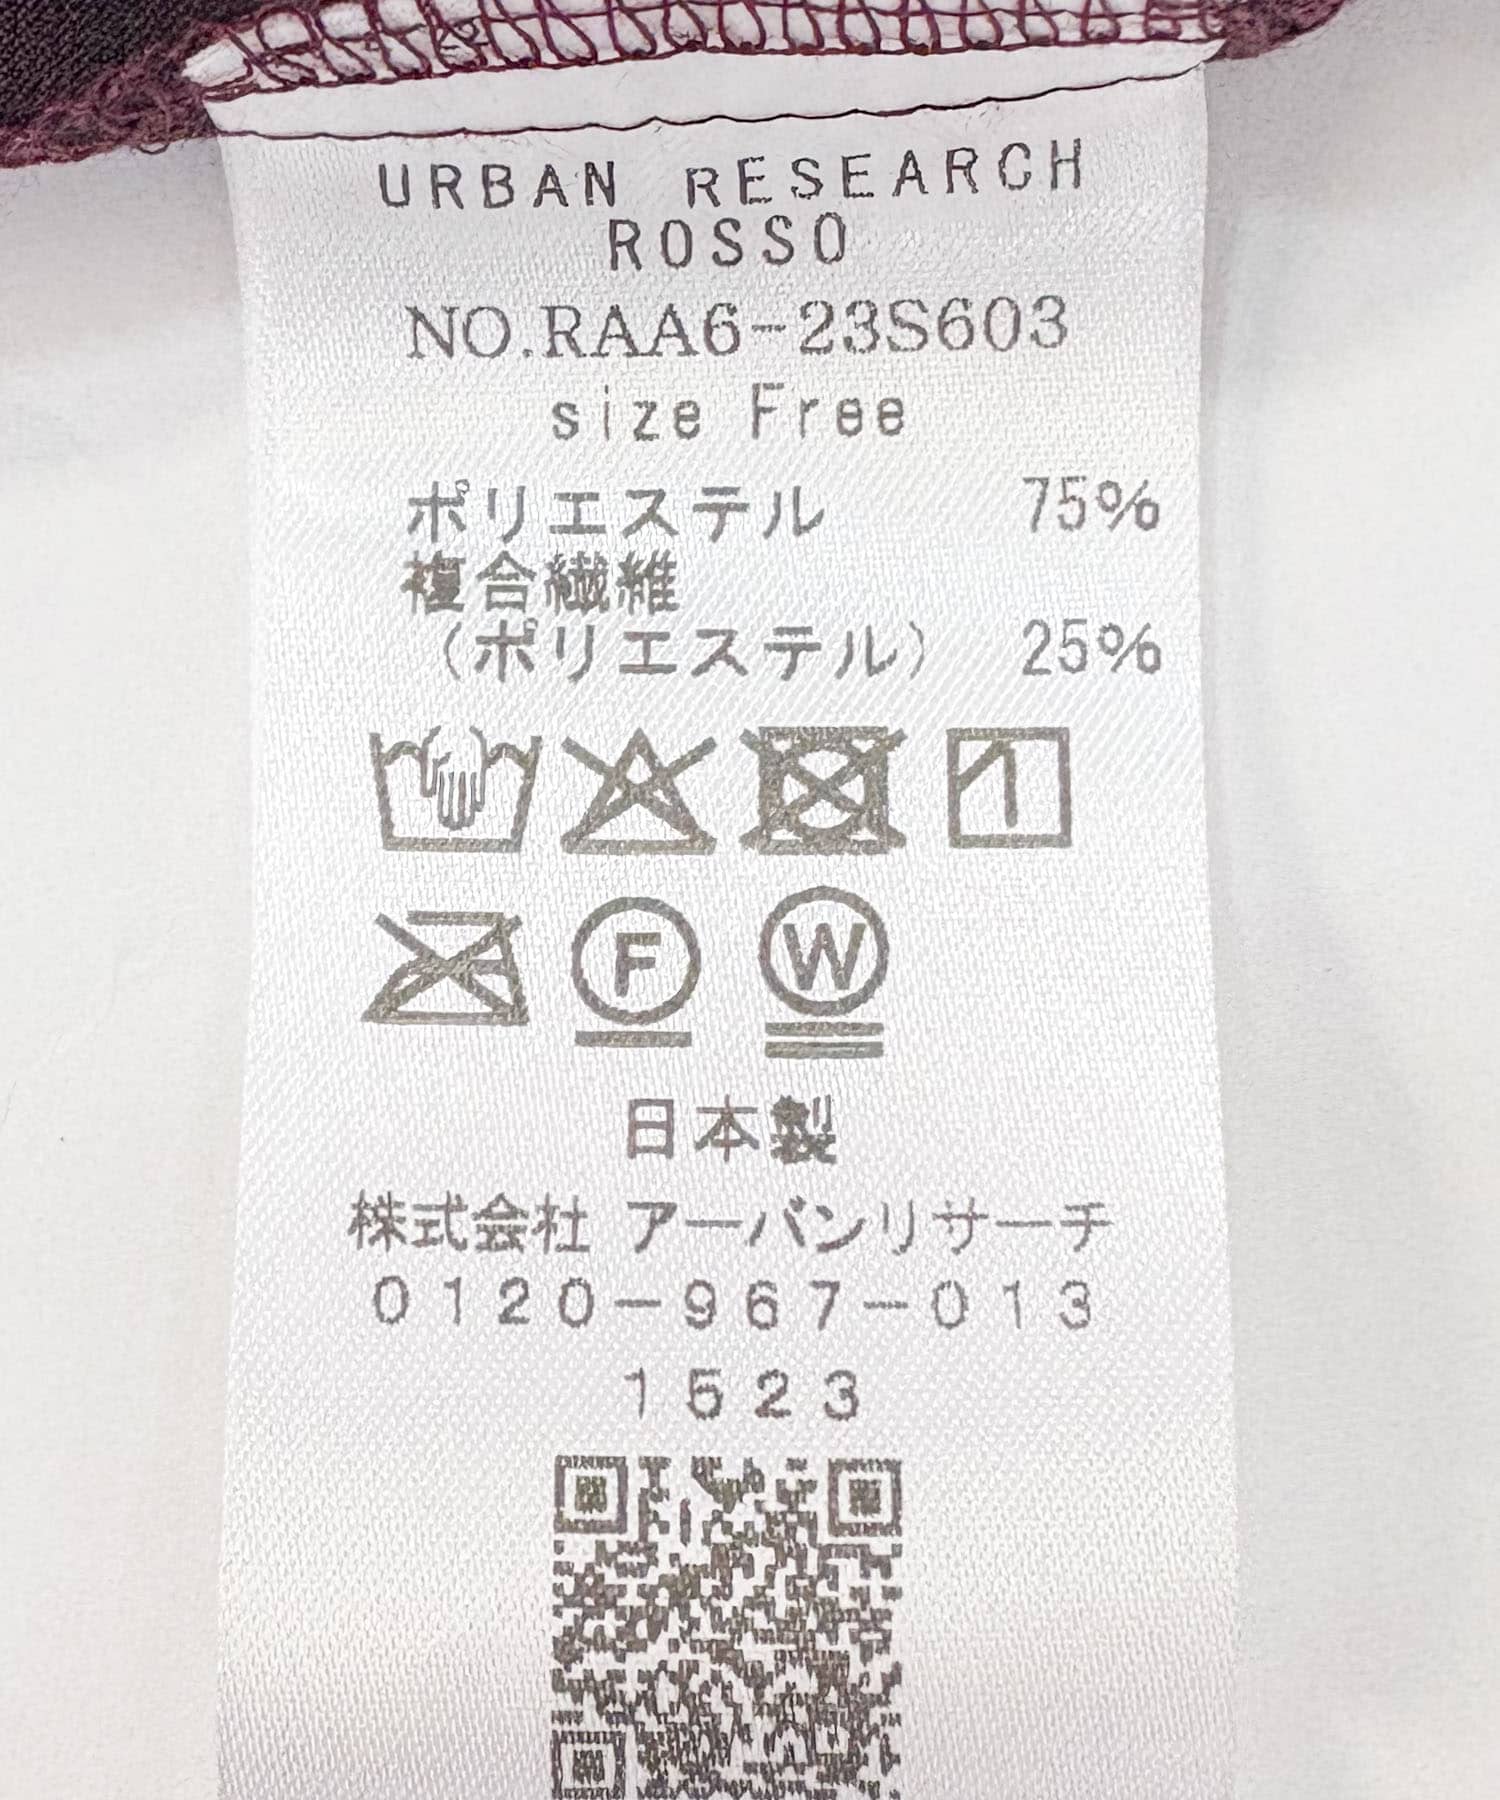 URBAN RESEARCH
ROSSO
NO.RAA6-23S603
size Free
ポリエステル 75%
複合繊維
(ポリエステル) 25%
F W
日本製
株式会社 アーバンリサーチ
0120-967-013
1523